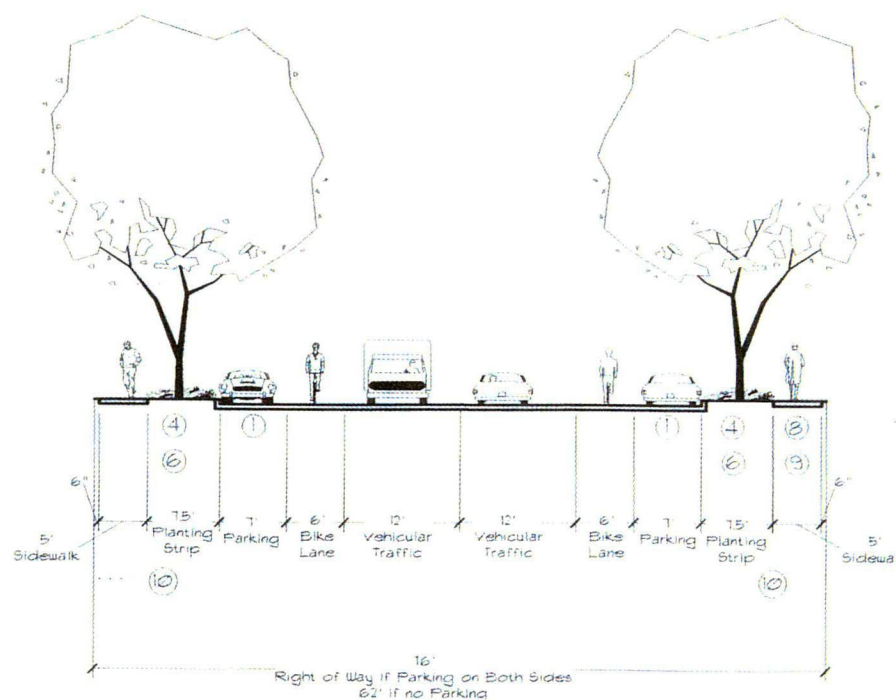 4
1
1
4
8
6
6
9
6"
6"
5'
Sidewalk
7.5'
Planting
Strip
7'
Parking
6'
Bike
Lane
12'
Vehicular
Traffic
12'
Vehicular
Traffic
6'
Bike
Lane
7'
Parking
7.5'
Planting
Strip
5'
Sidewa
10
10
Right of Way if Parking on Both Sides
62' if no Parking